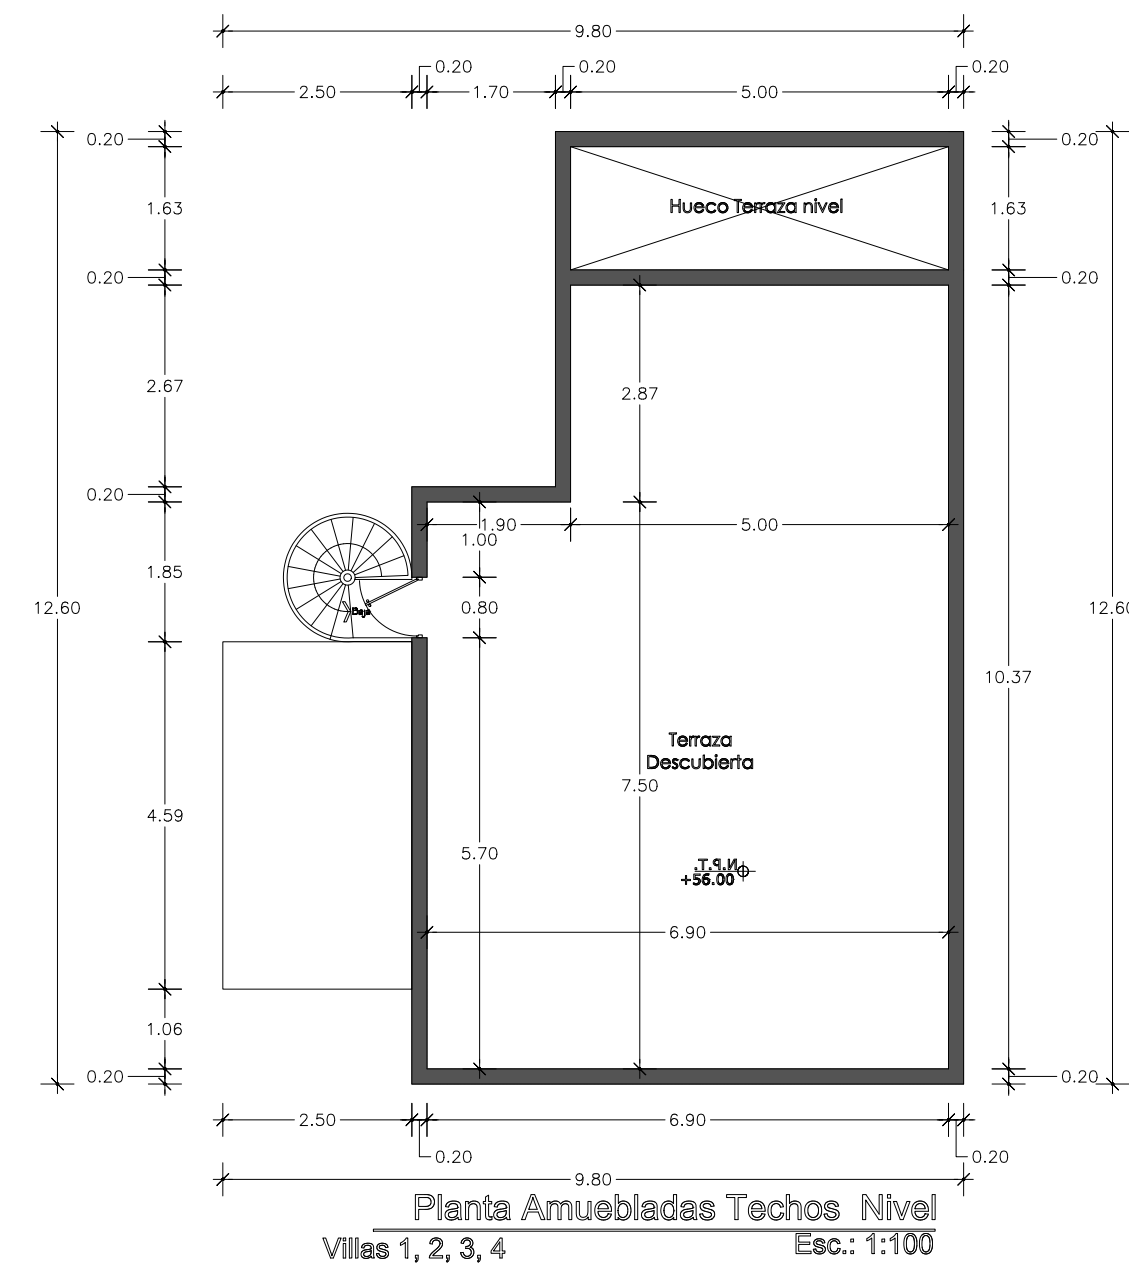 9.80
0.20 0.20 0.20
2.50 1.70 5.00
0.20 0.20
1.63 Hueco Terraza nivel 1.63
0.20 0.20
2.67 2.87
0.20
1.90 5.00
1.00
1.85
12.60 0.80 12.60
Baja
10.37
Terraza
Descubierta
7.50
4.59
5.70
N.P.T.
+56.00
6.90
1.06
0.20 0.20
2.50 6.90
0.20 0.20
9.80
Planta Amuebladas Techos Nivel
Villas 1, 2, 3, 4 Esc.: 1:100